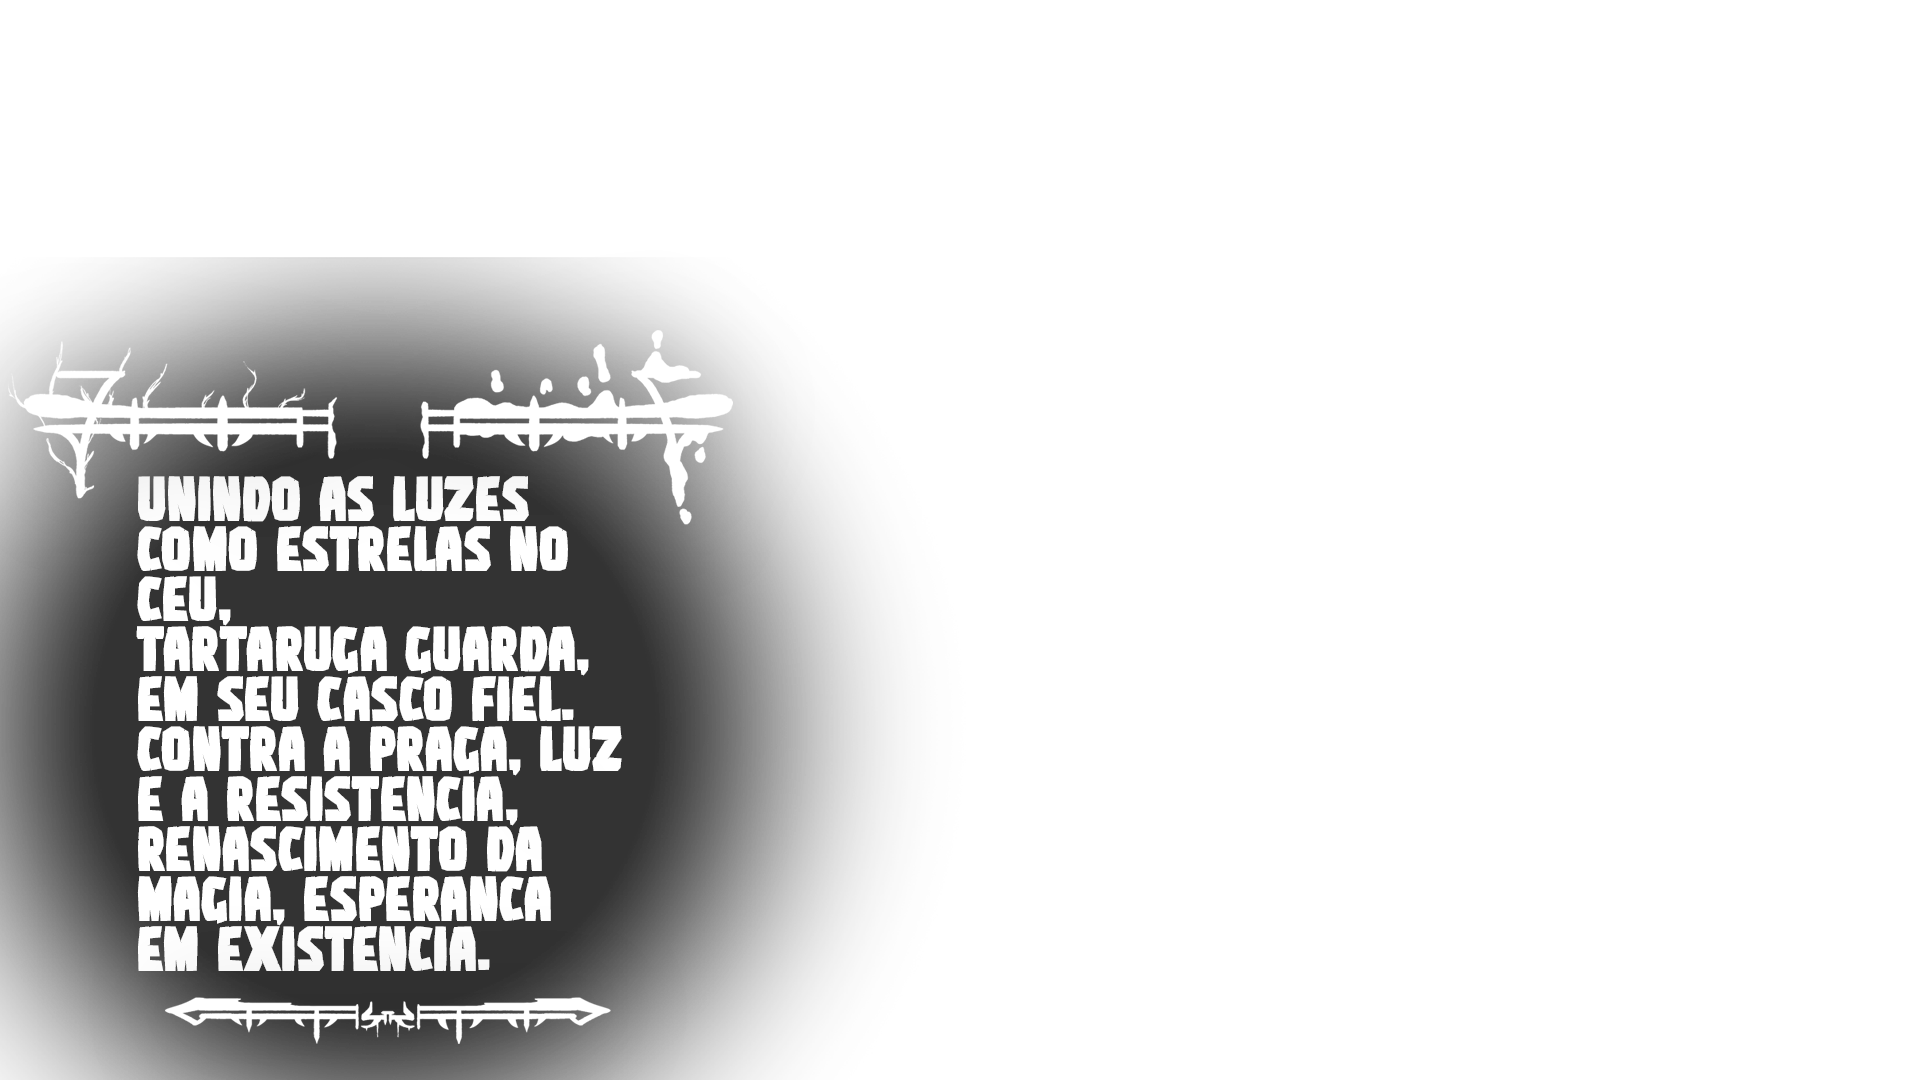 UNINDO AS LUZES
COMO ESTRELAS NO
CEU,
TARTARUGA GUARDA,
EM SEU CASCO FIEL.
CONTRA A PRAGA, LUZ
E A RESISTENCIA,
RENASCIMENTO DA
MAGIA, ESPERANCA
EM EXISTENCIA.